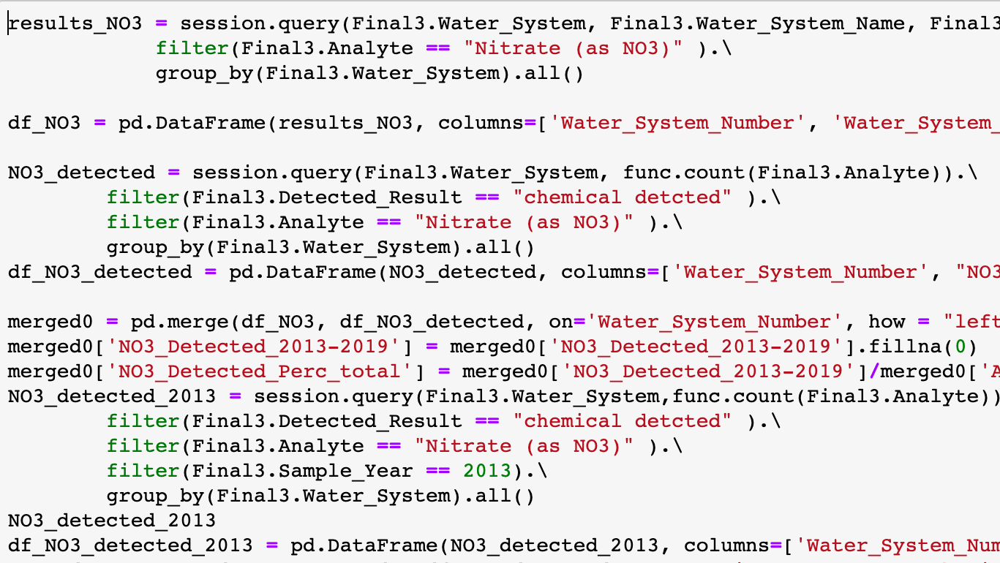 results_NO3 = session.query(Final3.Water_System, Final3.Water_System_Name, Final3
filter(Final3.Analyte == "Nitrate (as NO3)" ).\
group_by(Final3.Water_System).all()
df_NO3 = pd.DataFrame(results_NO3, columns=['Water_System_Number', 'Water_System_
NO3_detected = session.query(Final3.Water_System, func.count(Final3.Analyte)).\
filter(Final3.Detected_Result == "chemical detcted" ).\
filter(Final3.Analyte == "Nitrate (as NO3)" ).\
group_by(Final3.Water_System).all()
df_NO3_detected = pd.DataFrame(NO3_detected, columns=['Water_System_Number', "NO3
merged0 = pd.merge(df_NO3, df_NO3_detected, on='Water_System_Number', how = "left
merged0['NO3_Detected_2013-2019'] = merged0['NO3_Detected_2013-2019'].fillna(0)
merged0['NO3_Detected_Perc_total'] = merged0['NO3_Detected_2013-2019']/merged0['A
NO3_detected_2013 = session.query(Final3.Water_System,func.count(Final3.Analyte))
filter(Final3.Detected_Result == "chemical detcted" ).\
filter(Final3.Analyte == "Nitrate (as NO3)" ).\
filter(Final3.Sample_Year == 2013).\
group_by(Final3.Water_System).all()
NO3_detected_2013
df_NO3_detected_2013 = pd.DataFrame(NO3_detected_2013, columns=['Water_System_Num